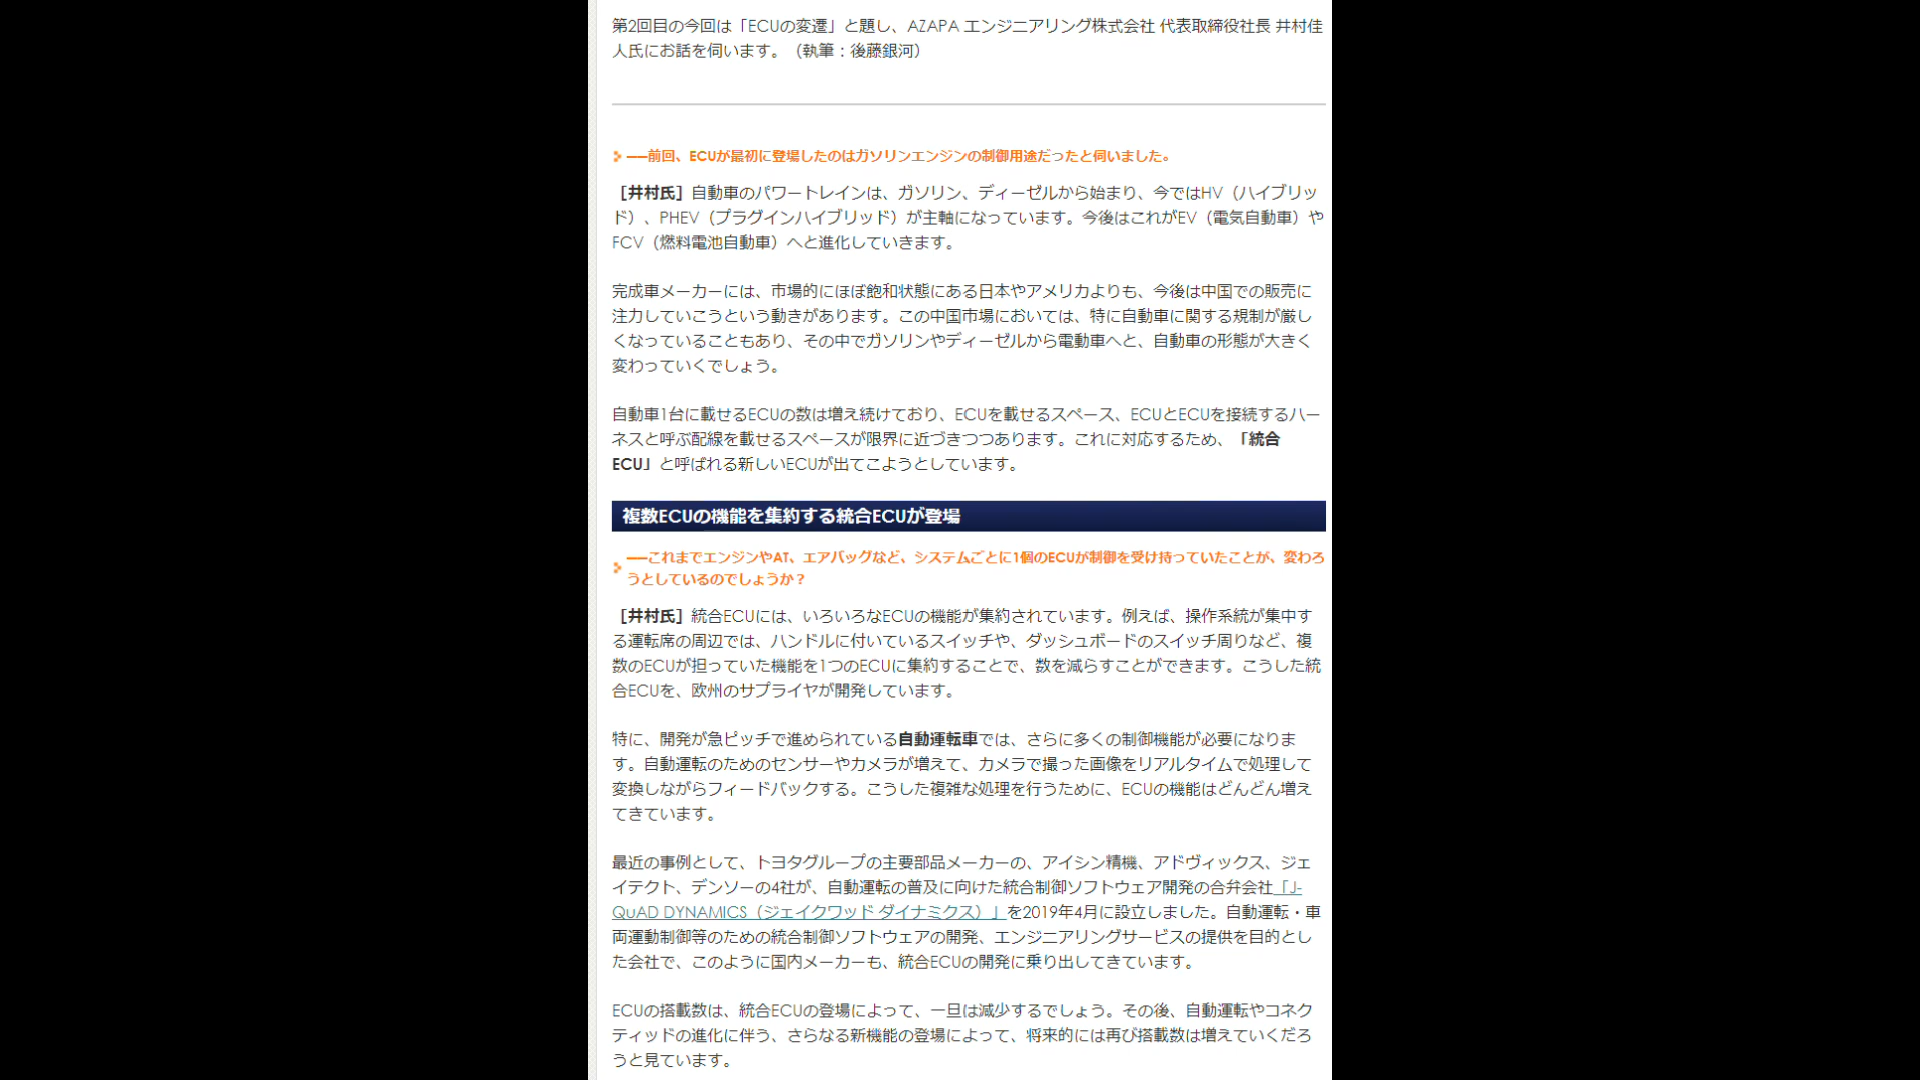 第2回目の今回は「ECUの変遷」と題し、AZAPA エンジニアリング株式会社 代表取締役社長 井村佳
人氏にお話を伺います。（執筆：後藤銀河）
――前回、ECUが最初に登場したのはガソリンエンジンの制御用途だったと伺いました。
［井村氏］自動車のパワートレインは、ガソリン、ディーゼルから始まり、今ではHV（ハイブリッ
ド）、PHEV（プラグインハイブリッド）が主軸になっています。今後はこれがEV（電気自動車）や
FCV（燃料電池自動車）へと進化していきます。
完成車メーカーには、市場的にほぼ飽和状態にある日本やアメリカよりも、今後は中国での販売に
注力していこうという動きがあります。この中国市場においては、特に自動車に関する規制が厳し
くなっていることもあり、その中でガソリンやディーゼルから電動車へと、自動車の形態が大きく
変わっていくでしょう。
自動車1台に載せるECUの数は増え続けており、ECUを載せるスペース、ECUとECUを接続するハー
ネスと呼ぶ配線を載せるスペースが限界に近づきつつあります。これに対応するため、「統合
ECU」と呼ばれる新しいECUが出てこようとしています。
複数ECUの機能を集約する統合ECUが登場
――これまでエンジンやAT、エアバッグなど、システムごとに1個のECUが制御を受け持っていたことが、変わろ
うとしているのでしょうか？
［井村氏］統合ECUには、いろいろなECUの機能が集約されています。例えば、操作系統が集中す
る運転席の周辺では、ハンドルに付いているスイッチや、ダッシュボードのスイッチ周りなど、複
数のECUが担っていた機能を1つのECUに集約することで、数を減らすことができます。こうした統
合ECUを、欧州のサプライヤが開発しています。
特に、開発が急ピッチで進められている自動運転車では、さらに多くの制御機能が必要になりま
す。自動運転のためのセンサーやカメラが増えて、カメラで撮った画像をリアルタイムで処理して
変換しながらフィードバックする。こうした複雑な処理を行うために、ECUの機能はどんどん増え
てきています。
最近の事例として、トヨタグループの主要部品メーカーの、アイシン精機、アドヴィックス、ジェ
イテクト、デンソーの4社が、自動運転の普及に向けた統合制御ソフトウェア開発の合弁会社「J-
QuAD DYNAMICS（ジェイクワッド ダイナミクス）」を2019年4月に設立しました。自動運転・車
両運動制御等のための統合制御ソフトウェアの開発、エンジニアリングサービスの提供を目的とし
た会社で、このように国内メーカーも、統合ECUの開発に乗り出してきています。
ECUの搭載数は、統合ECUの登場によって、一旦は減少するでしょう。その後、自動運転やコネク
ティッドの進化に伴う、さらなる新機能の登場によって、将来的には再び搭載数は増えていくだろ
うと見ています。